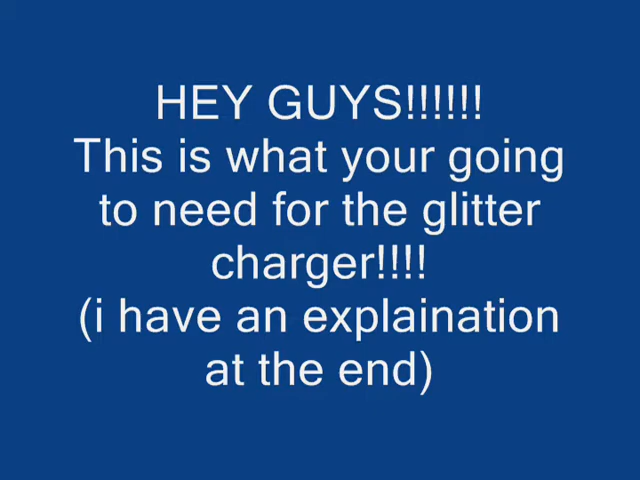 HEY GUYS!!!!!!
This is what your going
to need for the glitter
charger!!!!
(i have an explaination
at the end)